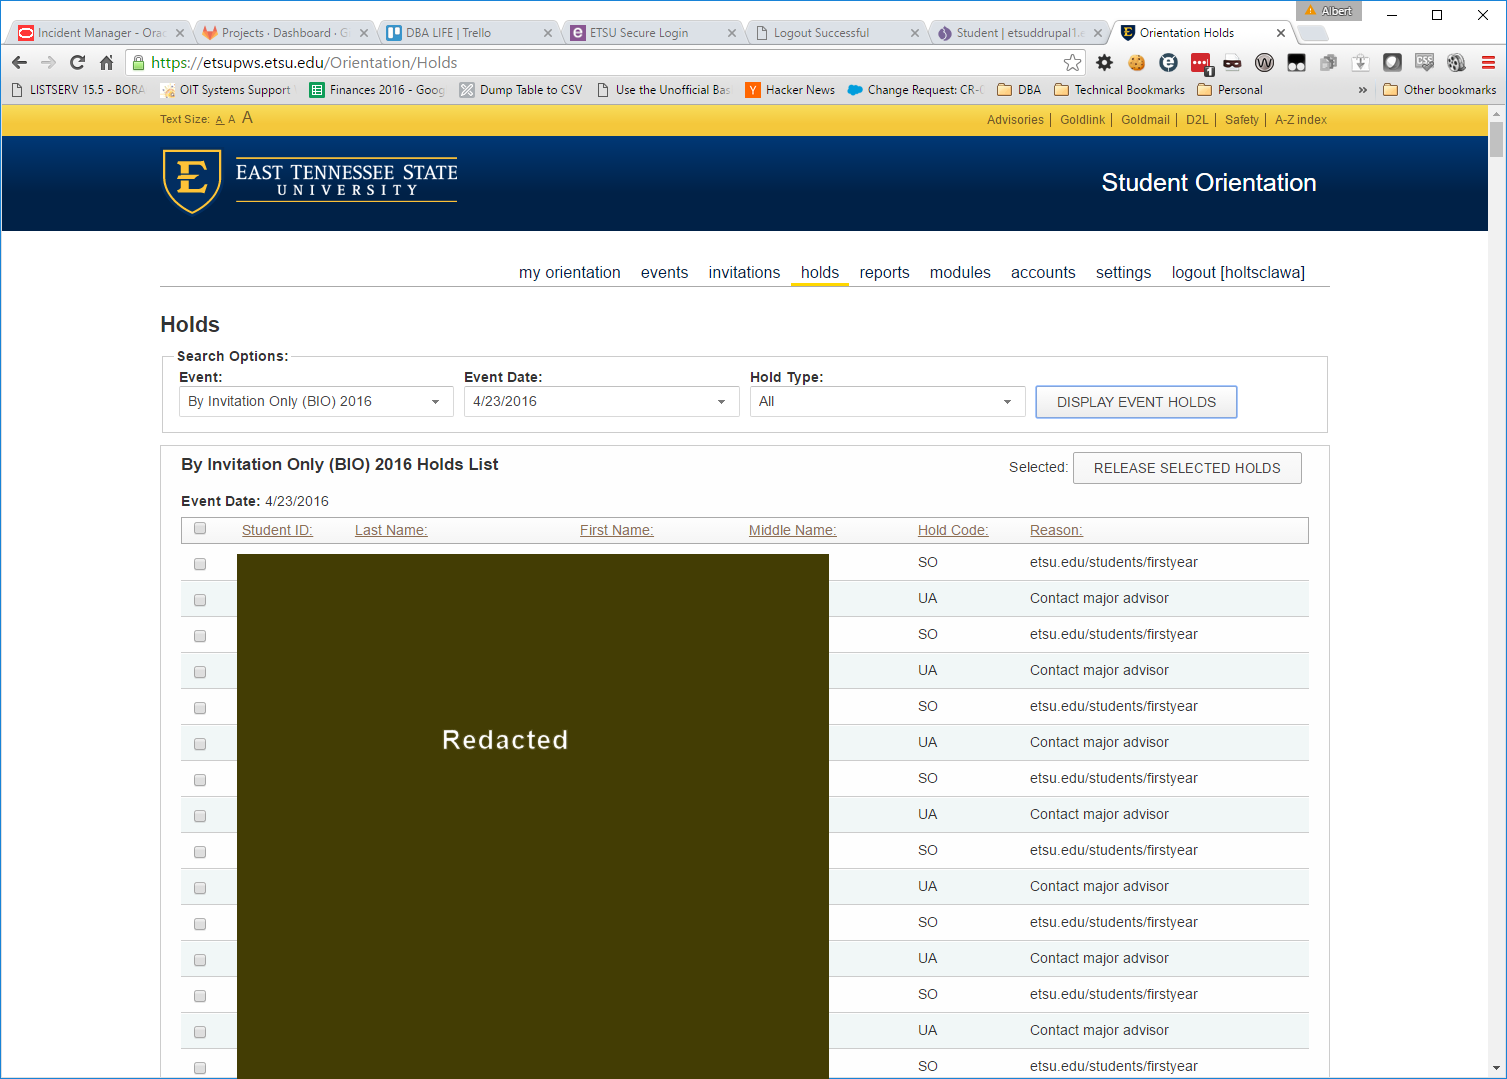 Albert
Incident Manager - Orac
Projects · Dashboard · G
DBA LIFE | Trello
ETSU Secure Login
Logout Successful
Student | etsuddrupal1.e
Orientation Holds
https://etsupws.etsu.edu/Orientation/Holds
LISTSERV 15.5 - BORA
OIT Systems Support
Finances 2016 - Goog
Dump Table to CSV
Use the Unofficial Bas
Hacker News
Change Request: CR-0
DBA
Technical Bookmarks
Personal
»
Other bookmarks
Text Size: A A A
Advisories | Goldlink | Goldmail | D2L | Safety | A-Z index
EAST TENNESSEE STATE
UNIVERSITY
Student Orientation
my orientation events invitations holds reports modules accounts settings logout [holtsclawa]
Holds
Search Options:
Event: Event Date: Hold Type:
By Invitation Only (BIO) 2016 4/23/2016 All DISPLAY EVENT HOLDS
By Invitation Only (BIO) 2016 Holds List Selected: RELEASE SELECTED HOLDS
Event Date: 4/23/2016
Student ID: Last Name: First Name: Middle Name: Hold Code: Reason:
SO etsu.edu/students/firstyear
UA Contact major advisor
SO etsu.edu/students/firstyear
UA Contact major advisor
SO etsu.edu/students/firstyear
Redacted
UA Contact major advisor
SO etsu.edu/students/firstyear
UA Contact major advisor
SO etsu.edu/students/firstyear
UA Contact major advisor
SO etsu.edu/students/firstyear
UA Contact major advisor
SO etsu.edu/students/firstyear
UA Contact major advisor
SO etsu.edu/students/firstyear